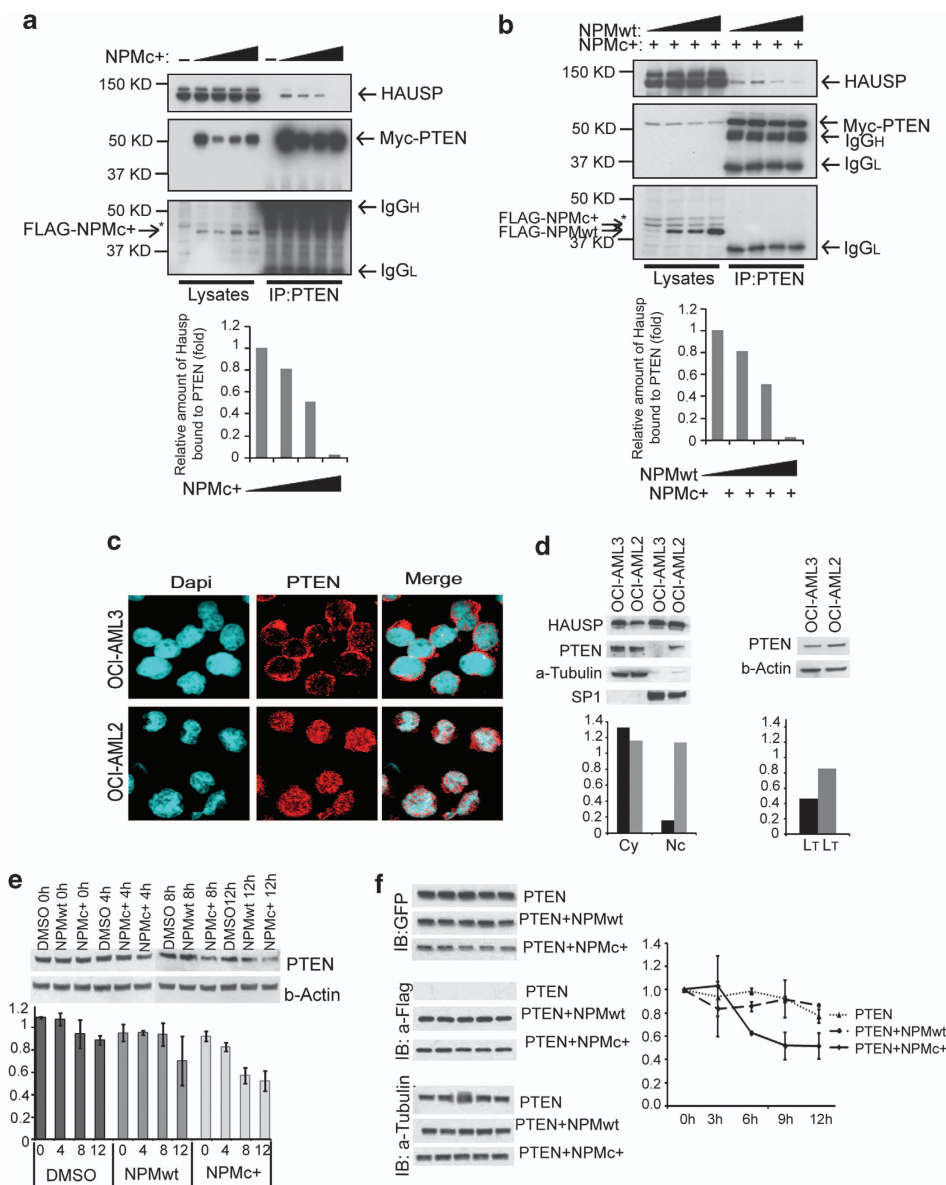 a
NPMc+:
150 KD
HAUSP
50 KD
Myc-PTEN
37 KD
50 KD
IgGH
FLAG-NPMc+
*
37 KD
IgGL
Lysates IP:PTEN
Relative amount of Hausp bound to PTEN (fold)
1.2
1
0.8
0.6
0.4
0.2
0
NPMc+
b
NPMwt:
NPMc+: + + + + + + + +
150 KD
HAUSP
50 KD
Myc-PTEN
IgGH
37 KD
IgGL
50 KD
FLAG-NPMc+
*
FLAG-NPMwt
37 KD
IgGL
Lysates IP:PTEN
Relative amount of Hausp bound to PTEN (fold)
1.2
1
0.8
0.6
0.4
0.2
0
NPMwt
NPMc+ + + + +
c
Dapi PTEN Merge
OCI-AML3
OCI-AML2
d
OCI-AML3
OCI-AML2
OCI-AML3
OCI-AML2
HAUSP
PTEN
a-Tubulin
SP1
1.4
1.2
1
0.8
0.6
0.4
0.2
0
Cy Nc
OCI-AML3
OCI-AML2
PTEN
b-Actin
1.4
1.2
1
0.8
0.6
1.4
0.2
0
LT LT
e
DMSO 0h
NPMwt 0h
NPMc+ 0h
DMSO 4h
NPMc+ 4h
NPMc+ 4h
DMSO 8h
NPMwt 8h
NPMc+ 8h
DMSO12h
NPMwt 12h
NPMc+ 12h
PTEN
b-Actin
1.2
1
0.8
0.6
1.4
0.2
0
0 4 8 12 0 4 8 12 0 4 8 12
DMSO NPMwt NPMc+
f
IB:GFP
PTEN
PTEN+NPMwt
PTEN+NPMc+
IB: a-Flag
PTEN
PTEN+NPMwt
PTEN+NPMc+
IB: a-Tubulin
PTEN
PTEN+NPMwt
PTEN+NPMc+
1.4
1.2
1
0.8
0.6
0.4
0.2
0
0h 3h 6h 9h 12h
PTEN
PTEN+NPMwt
PTEN+NPMc+